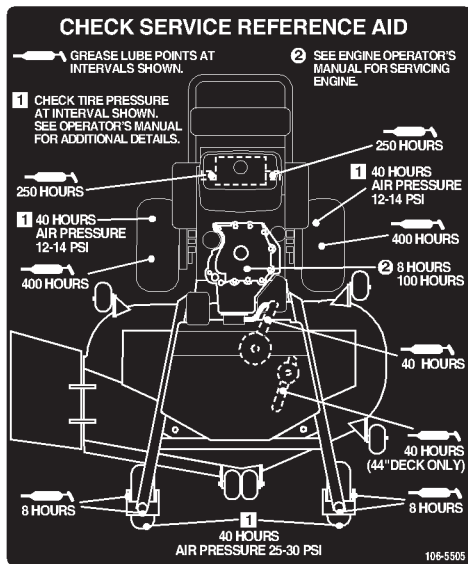 CHECK SERVICE REFERENCE AID
GREASE LUBE POINTS AT
INTERVALS SHOWN.
2 SEE ENGINE OPERATOR'S
MANUAL FOR SERVICING
ENGINE.
1 CHECK TIRE PRESSURE
AT INTERVAL SHOWN.
SEE OPERATOR'S MANUAL
FOR ADDITIONAL DETAILS.
250 HOURS
250 HOURS
1 40 HOURS
AIR PRESSURE
12-14 PSI
1 40 HOURS
AIR PRESSURE
12-14 PSI
400 HOURS
400 HOURS
2 8 HOURS
100 HOURS
40 HOURS
40 HOURS
(44"DECK ONLY)
8 HOURS
8 HOURS
1
40 HOURS
AIR PRESSURE 25-30 PSI
106-5505